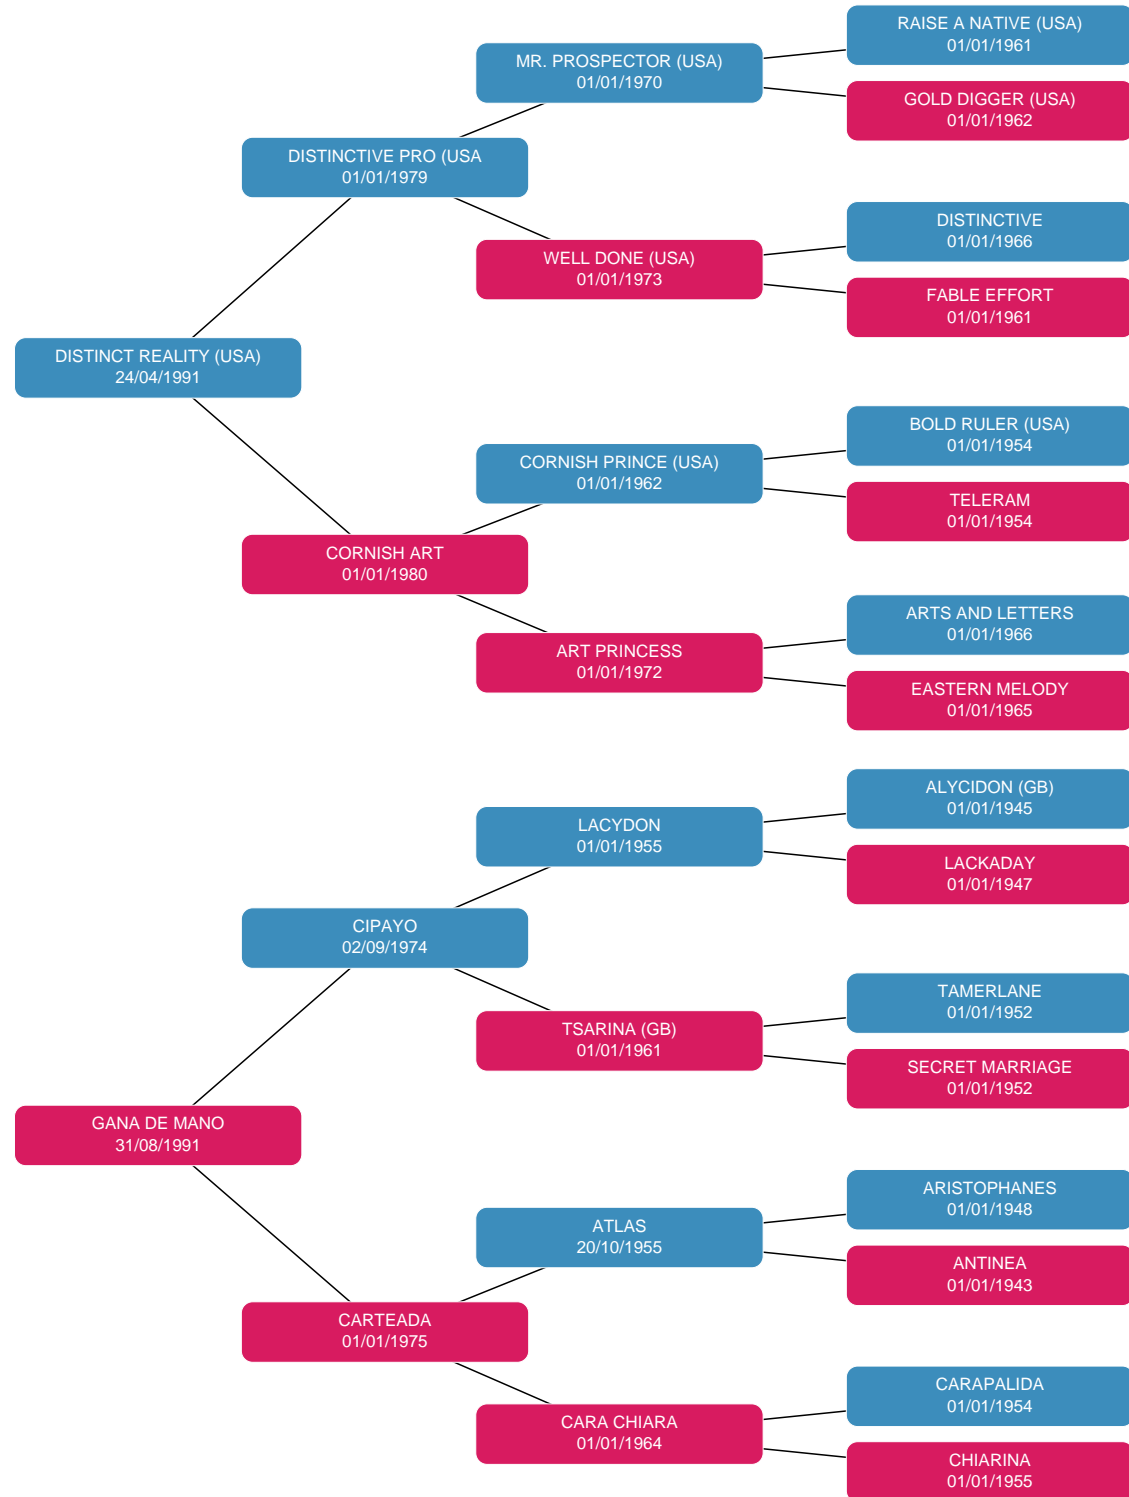 RAISE A NATIVE (USA)
01/01/1961
MR. PROSPECTOR (USA)
01/01/1970
GOLD DIGGER (USA)
01/01/1962
DISTINCTIVE PRO (USA
01/01/1979
DISTINCTIVE
01/01/1966
WELL DONE (USA)
01/01/1973
FABLE EFFORT
01/01/1961
DISTINCT REALITY (USA)
24/04/1991
BOLD RULER (USA)
01/01/1954
CORNISH PRINCE (USA)
01/01/1962
TELERAM
01/01/1954
CORNISH ART
01/01/1980
ARTS AND LETTERS
01/01/1966
ART PRINCESS
01/01/1972
EASTERN MELODY
01/01/1965
ALYCIDON (GB)
01/01/1945
LACYDON
01/01/1955
LACKADAY
01/01/1947
CIPAYO
02/09/1974
TAMERLANE
01/01/1952
TSARINA (GB)
01/01/1961
SECRET MARRIAGE
01/01/1952
GANA DE MANO
31/08/1991
ARISTOPHANES
01/01/1948
ATLAS
20/10/1955
ANTINEA
01/01/1943
CARTEADA
01/01/1975
CARAPALIDA
01/01/1954
CARA CHIARA
01/01/1964
CHIARINA
01/01/1955